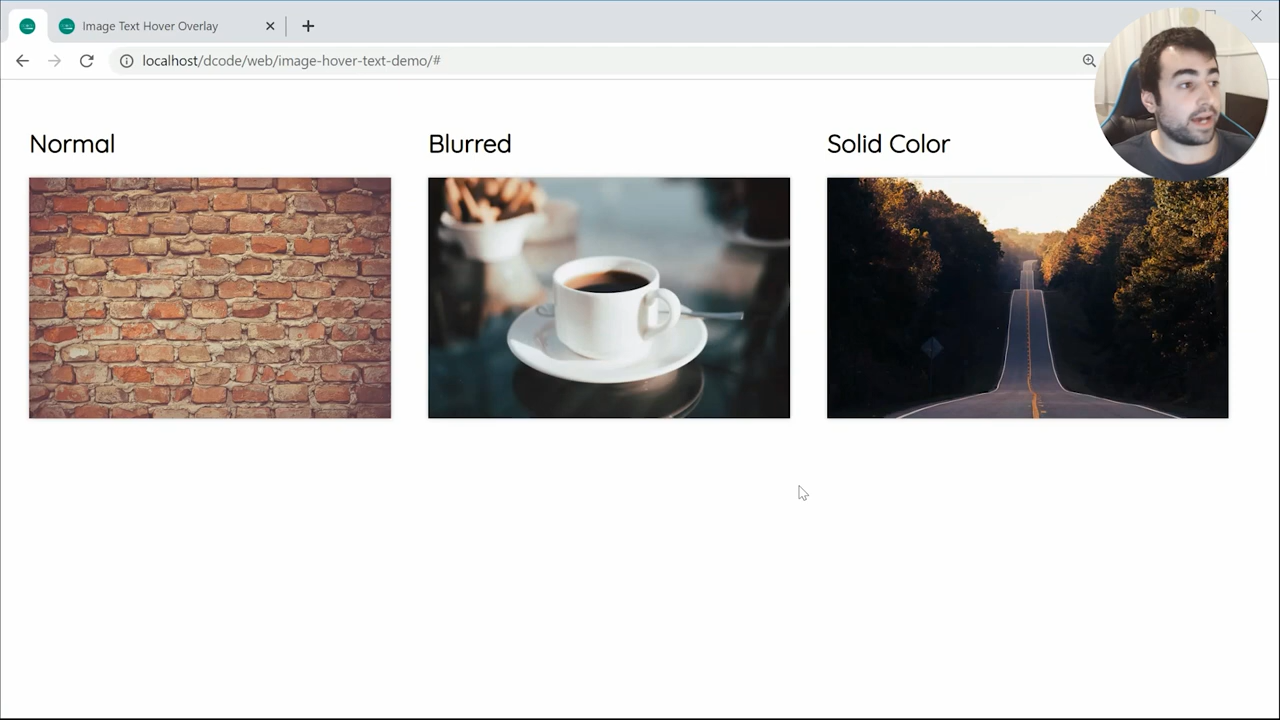 Image Text Hover Overlay
localhost/dcode/web/image-hover-text-demo/#
Normal
Blurred
Solid Color